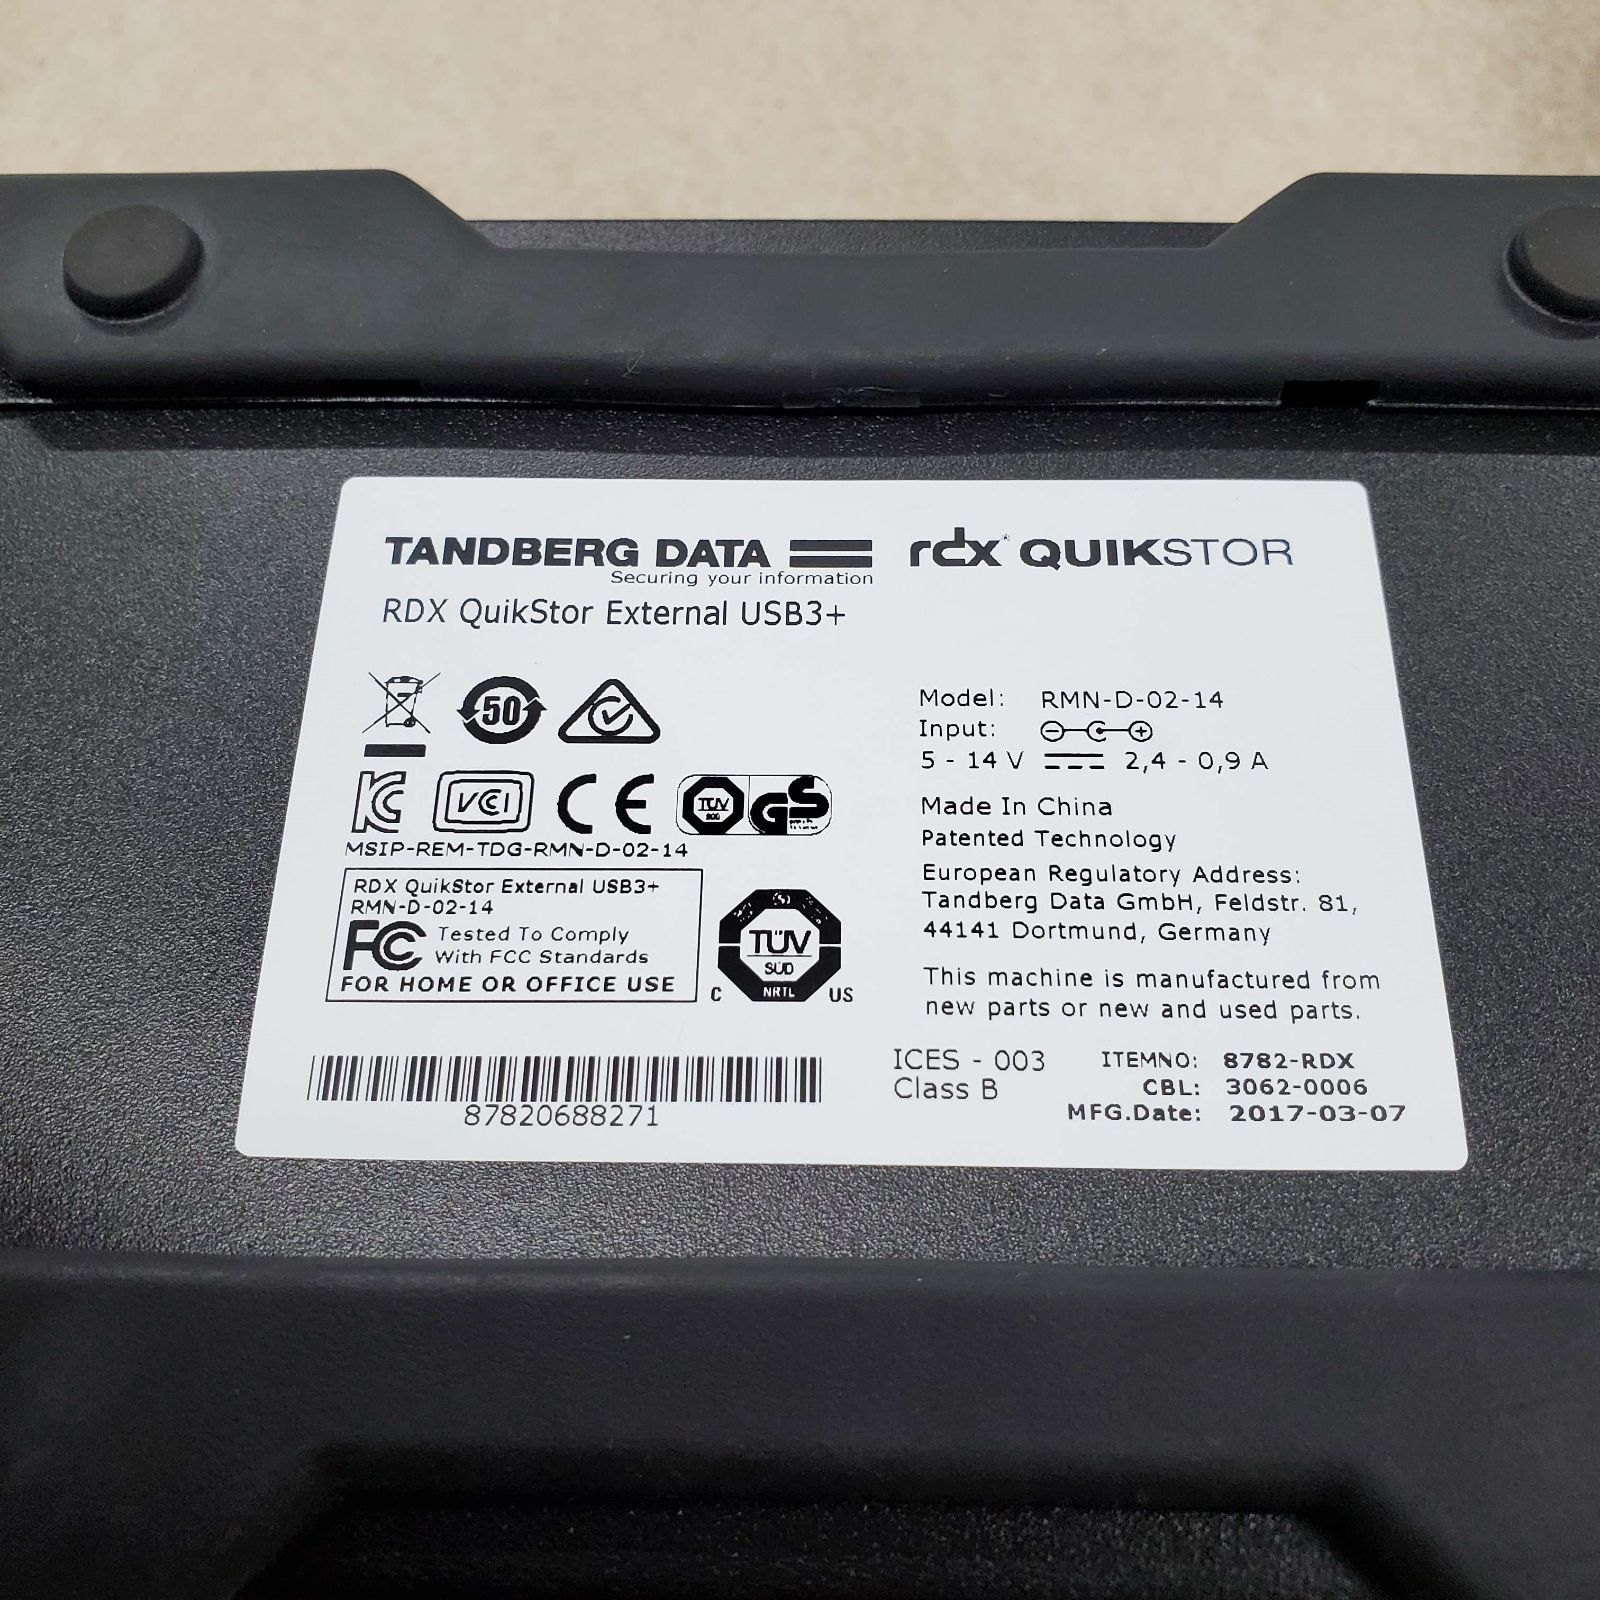 TANDBERG DATA
Securing your information
rdx® QUIKSTOR
RDX QuikStor External USB3+
50
VCI
CE
TÜV
GS
MSIP-REM-TDG-RMN-D-02-14
RDX QuikStor External USB3+
RMN-D-02-14
FC Tested To Comply
With FCC Standards
FOR HOME OR OFFICE USE
TÜV
SÜD
C NRTL US
Model: RMN-D-02-14
Input:
5 - 14 V 2,4 - 0,9 A
Made In China
Patented Technology
European Regulatory Address:
Tandberg Data GmbH, Feldstr. 81,
44141 Dortmund, Germany
This machine is manufactured from
new parts or new and used parts.
87820688271
ICES - 003
Class B
ITEMNO: 8782-RDX
CBL: 3062-0006
MFG.Date: 2017-03-07